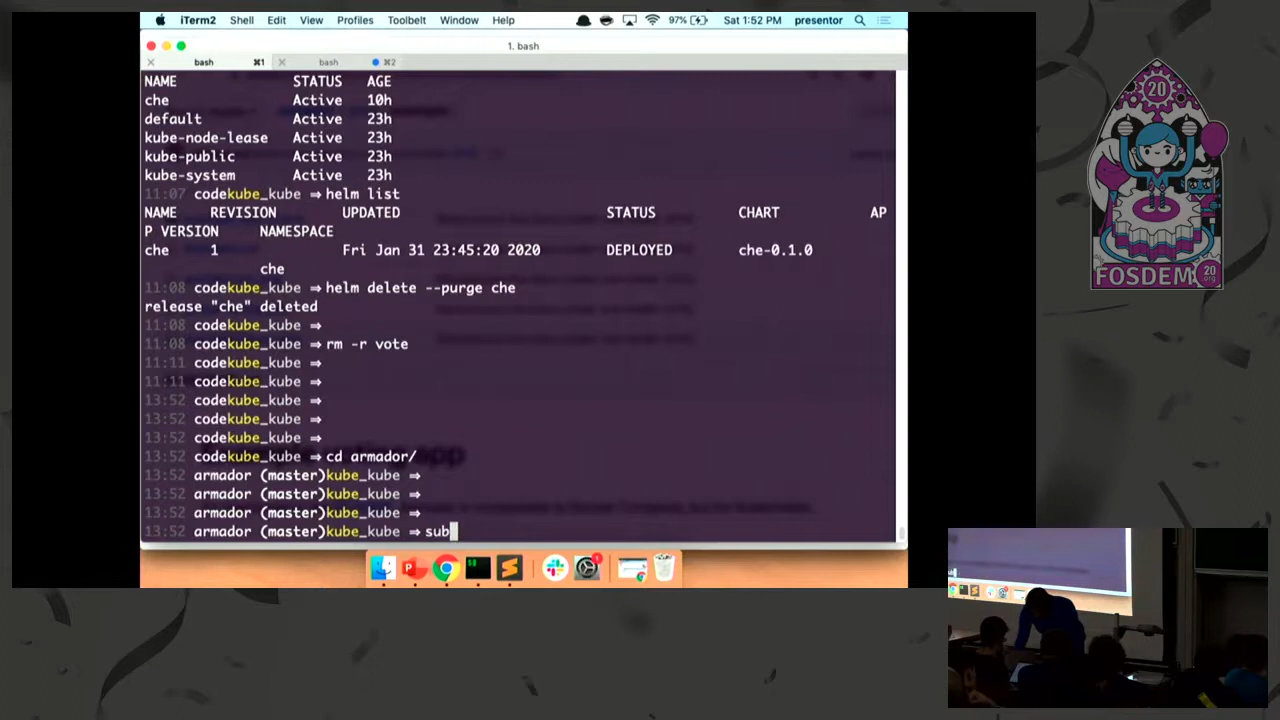 iTerm2 Shell Edit View Profiles Toolbelt Window Help 97% Sat 1:52 PM presentor
1. bash
bash ⌘1 bash ⌘2
NAME STATUS AGE
che Active 10h
default Active 23h
kube-node-lease Active 23h
kube-public Active 23h
kube-system Active 23h
11:07 codekube_kube ⇒ helm list
NAME REVISION UPDATED STATUS CHART AP
P VERSION NAMESPACE
che 1 Fri Jan 31 23:45:20 2020 DEPLOYED che-0.1.0
che
11:08 codekube_kube ⇒ helm delete --purge che
release "che" deleted
11:08 codekube_kube ⇒
11:08 codekube_kube ⇒ rm -r vote
11:11 codekube_kube ⇒
11:11 codekube_kube ⇒
13:52 codekube_kube ⇒
13:52 codekube_kube ⇒
13:52 codekube_kube ⇒
13:52 codekube_kube ⇒ cd armador/
13:52 armador (master)kube_kube ⇒
13:52 armador (master)kube_kube ⇒
13:52 armador (master)kube_kube ⇒
13:52 armador (master)kube_kube ⇒ sub
20
FOSDEM 20
.org